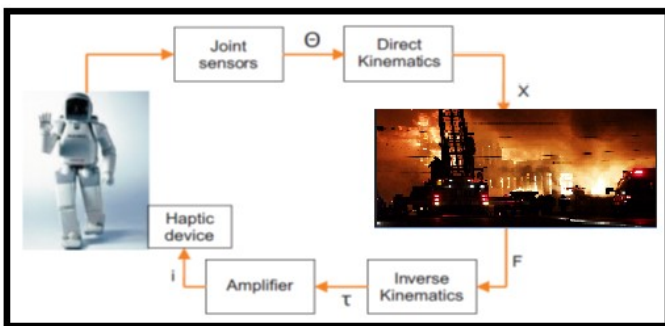 Joint
sensors
Θ
Direct
Kinematics
X
Haptic
device
i
Amplifier
τ
Inverse
Kinematics
F